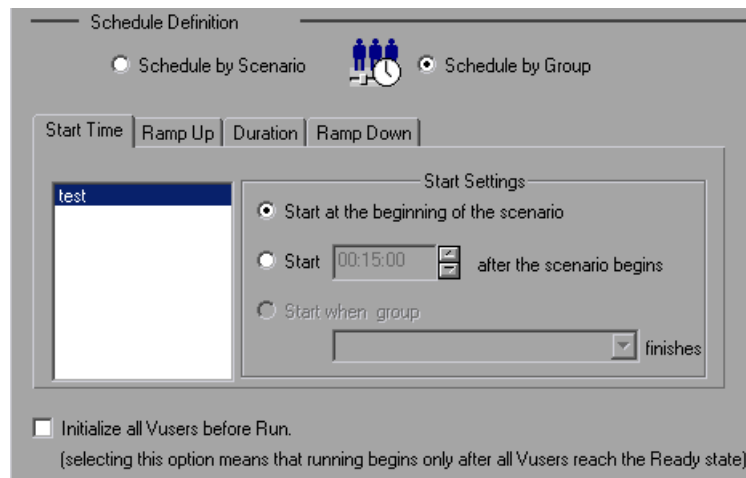 Schedule Definition
Schedule by Scenario Schedule by Group
Start Time Ramp Up Duration Ramp Down
test
Start Settings
Start at the beginning of the scenario
Start 00:15:00 after the scenario begins
Start when group
finishes
Initialize all Vusers before Run.
(selecting this option means that running begins only after all Vusers reach the Ready state)